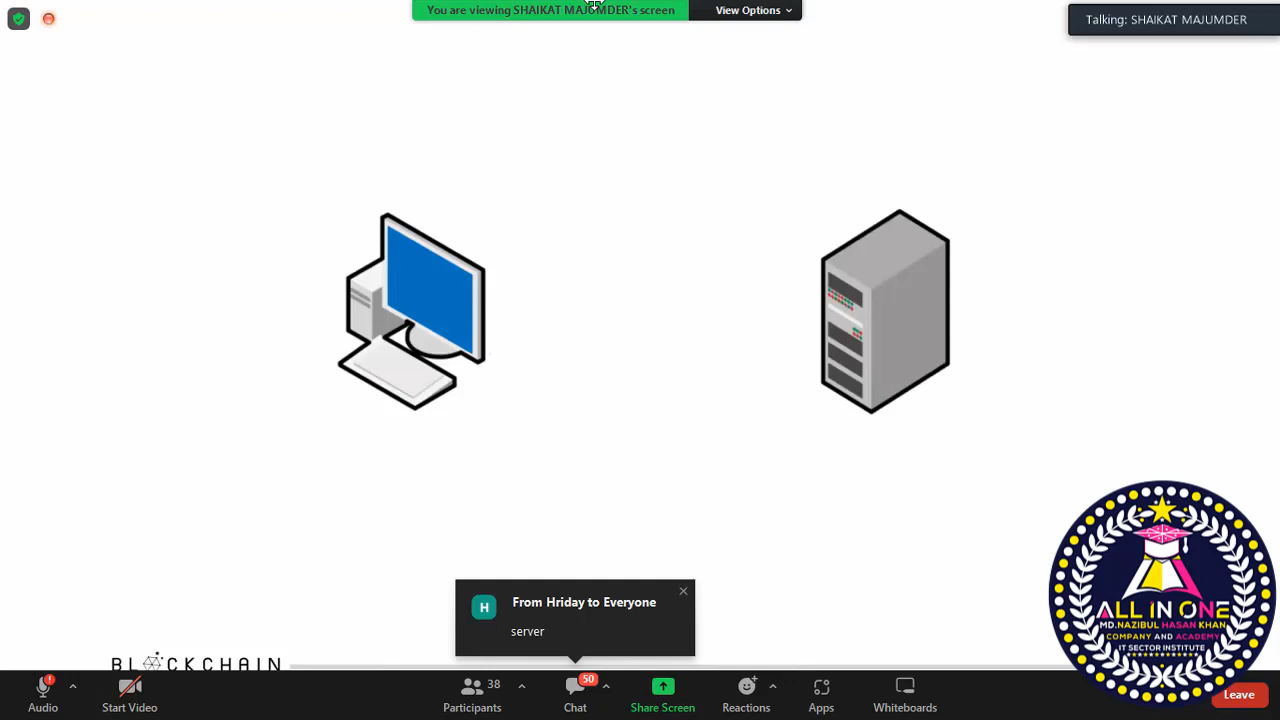 You are viewing SHAIKAT MAJUMDER's screen
View Options
Talking: SHAIKAT MAJUMDER
H
From Hriday to Everyone
server
BLOCKCHAIN
ALL IN ONE
MD.NAZIBUL HASAN KHAN
COMPANY AND ACADEMY
IT SECTOR INSTITUTE
38
50
Audio
Start Video
Participants
Chat
Share Screen
Reactions
Apps
Whiteboards
Leave